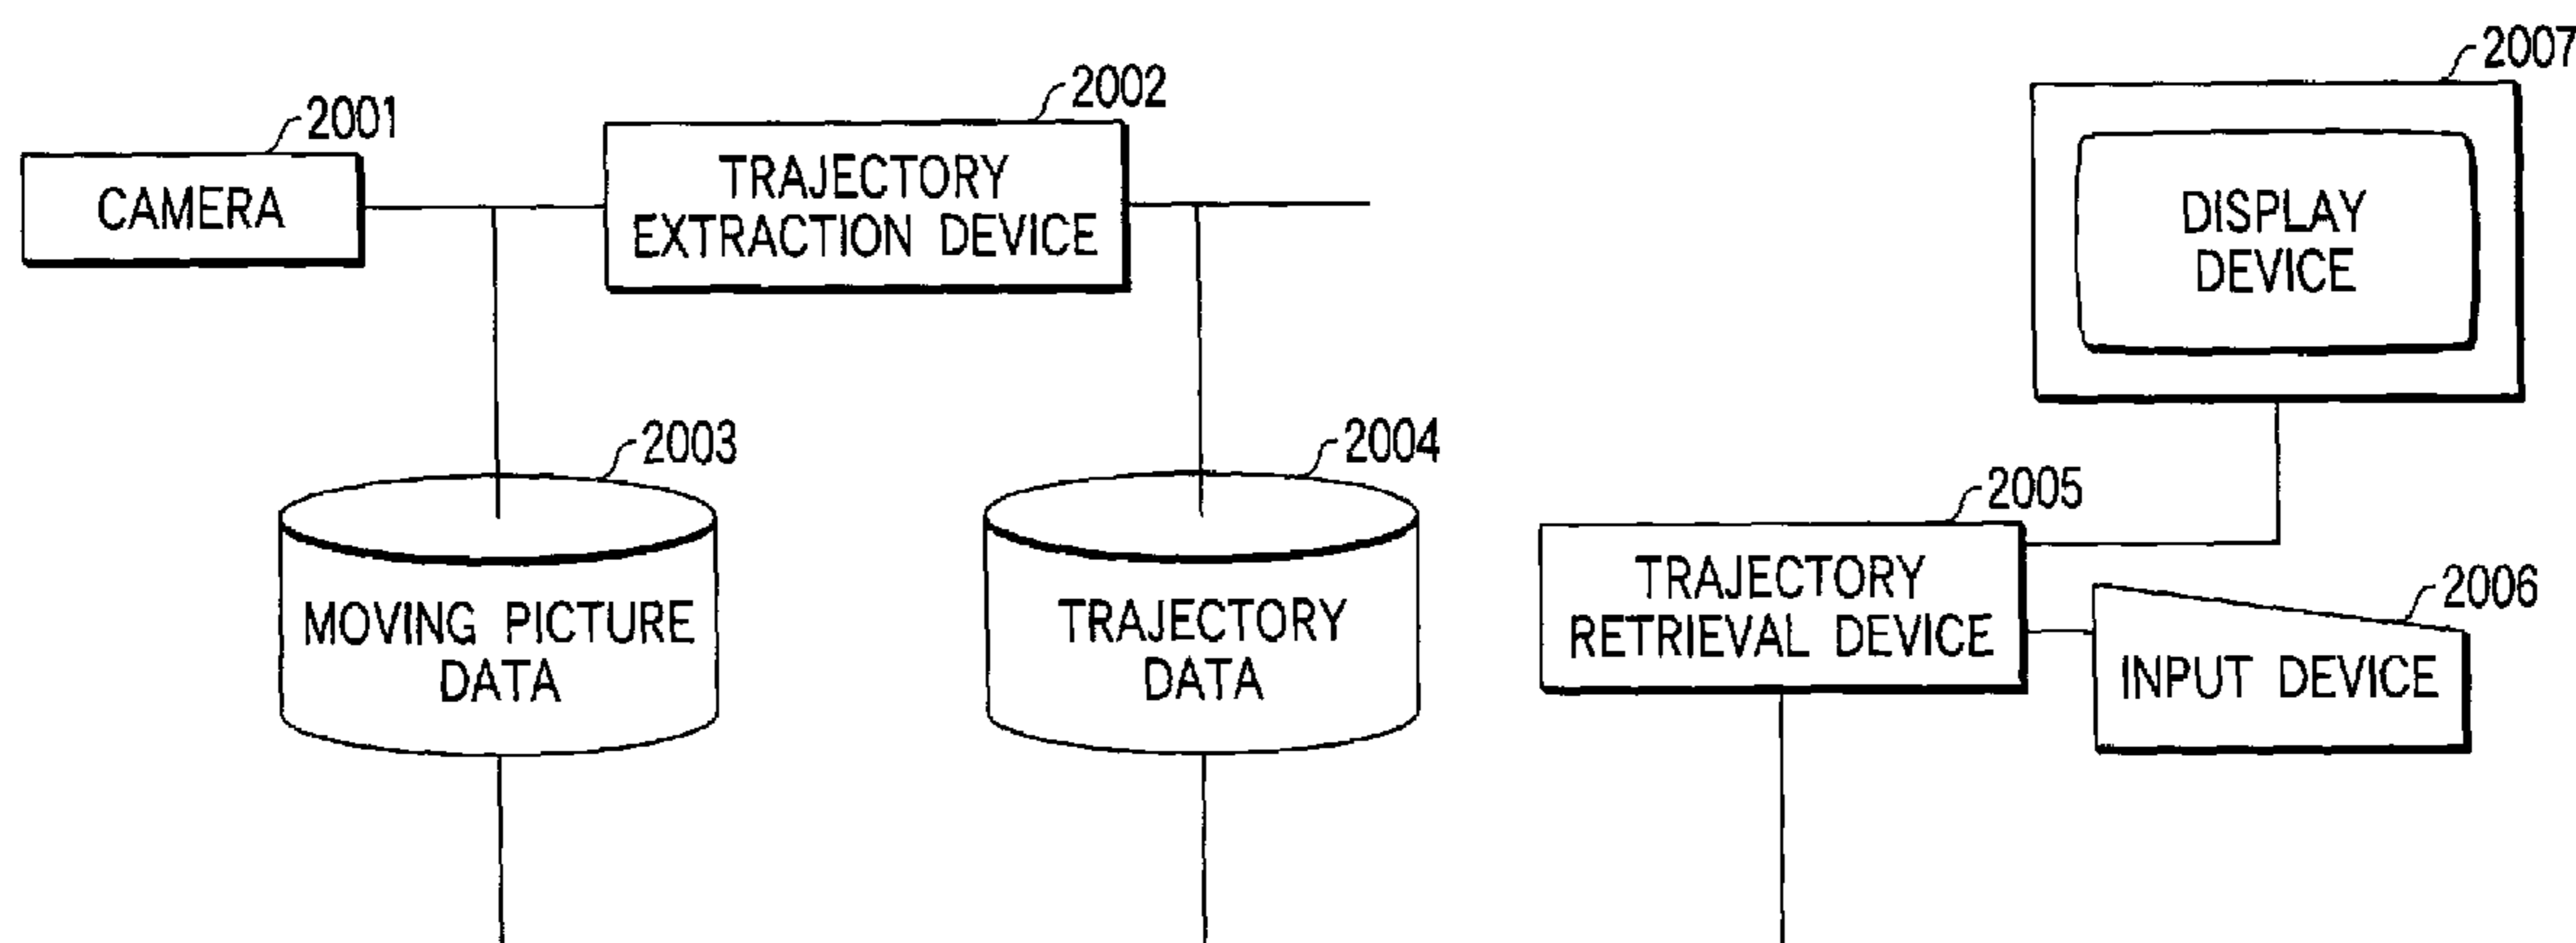 2001
CAMERA
2002
TRAJECTORY
EXTRACTION DEVICE
2003
MOVING PICTURE
DATA
2004
TRAJECTORY
DATA
2005
TRAJECTORY
RETRIEVAL DEVICE
2006
INPUT DEVICE
2007
DISPLAY
DEVICE